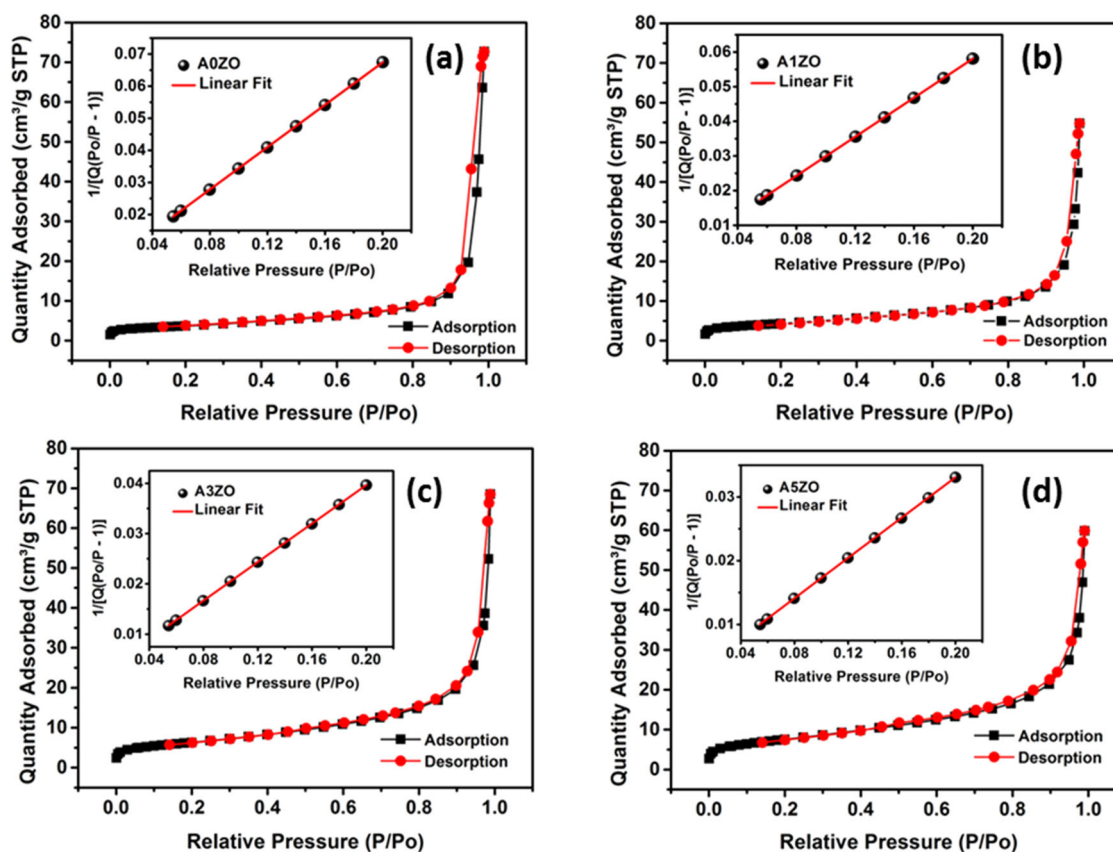 (a)
A0ZO
Linear Fit
1/[Q(Po/P - 1)]
0.07
0.06
0.05
0.04
0.03
0.02
0.04 0.08 0.12 0.16 0.20
Relative Pressure (P/Po)
Quantity Adsorbed (cm³/g STP)
80
70
60
50
40
30
20
10
0
Adsorption
Desorption
0.0 0.2 0.4 0.6 0.8 1.0
Relative Pressure (P/Po)
(b)
A1ZO
Linear Fit
1/[Q(Po/P - 1)]
0.06
0.05
0.04
0.03
0.02
0.01
0.04 0.08 0.12 0.16 0.20
Relative Pressure (P/Po)
Quantity Adsorbed (cm³/g STP)
80
70
60
50
40
30
20
10
0
Adsorption
Desorption
0.0 0.2 0.4 0.6 0.8 1.0
Relative Pressure (P/Po)
(c)
A3ZO
Linear Fit
1/[Q(Po/P - 1)]
0.04
0.03
0.02
0.01
0.04 0.08 0.12 0.16 0.20
Relative Pressure (P/Po)
Quantity Adsorbed (cm³/g STP)
80
70
60
50
40
30
20
10
0
Adsorption
Desorption
0.0 0.2 0.4 0.6 0.8 1.0
Relative Pressure (P/Po)
(d)
A5ZO
Linear Fit
1/[Q(Po/P - 1)]
0.03
0.02
0.01
0.04 0.08 0.12 0.16 0.20
Relative Pressure (P/Po)
Quantity Adsorbed (cm³/g STP)
80
70
60
50
40
30
20
10
0
Adsorption
Desorption
0.0 0.2 0.4 0.6 0.8 1.0
Relative Pressure (P/Po)